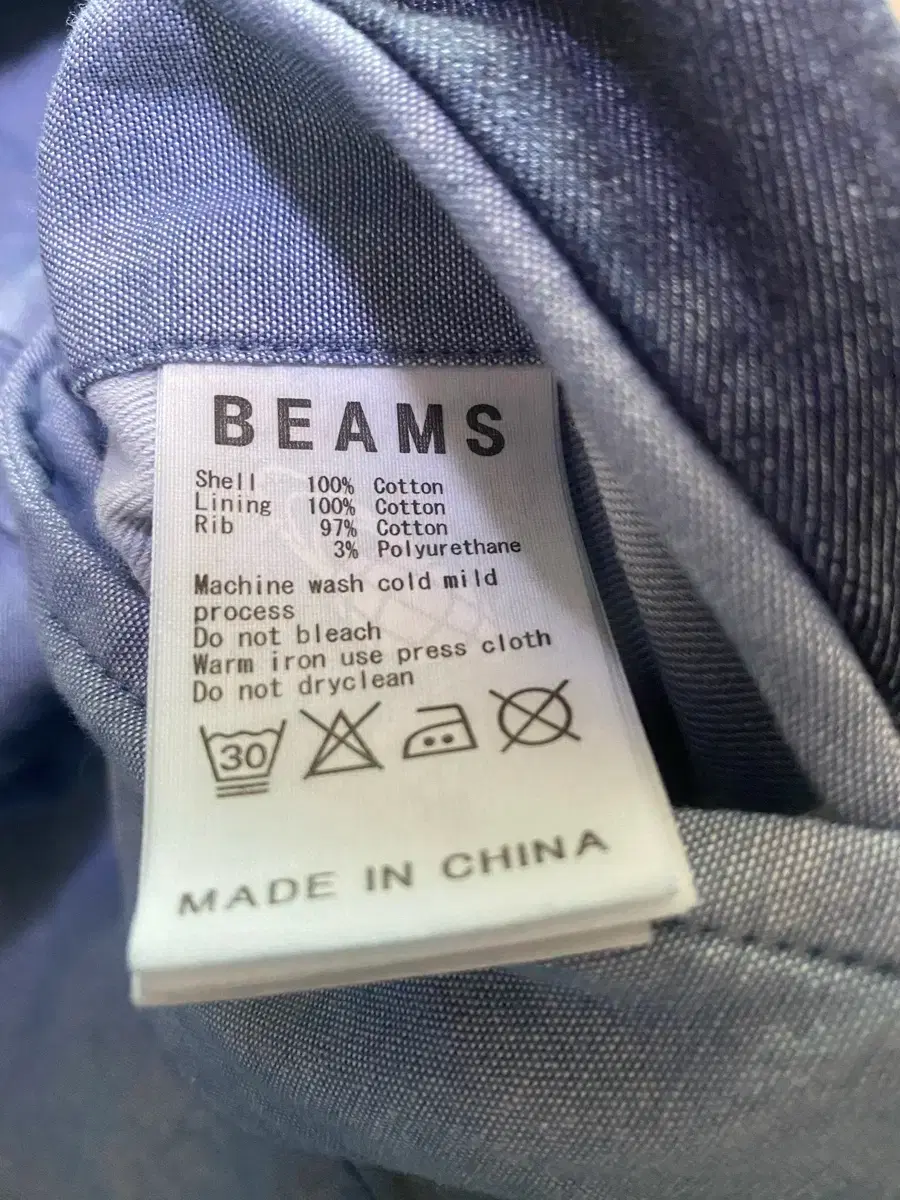 BEAMS
Shell 100% Cotton
Lining 100% Cotton
Rib 97% Cotton
3% Polyurethane
Machine wash cold mild
process
Do not bleach
Warm iron use press cloth
Do not dryclean
30
MADE IN CHINA